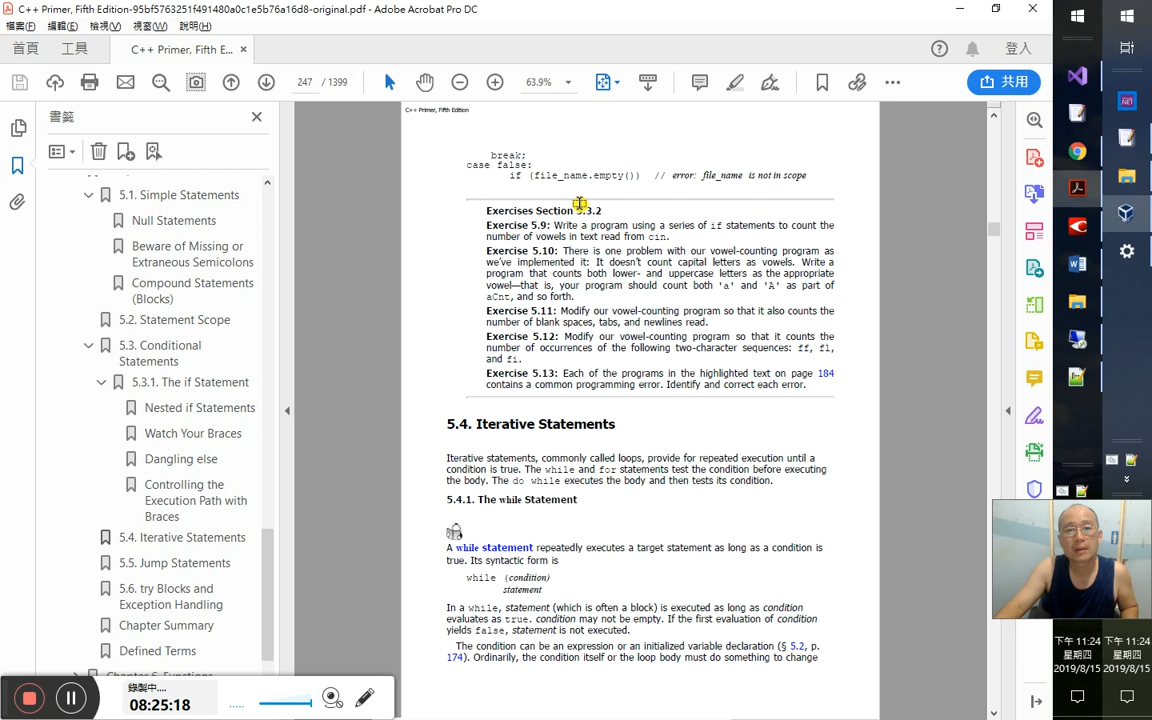 C++ Primer, Fifth Edition-95bf5763251f491480a0c1e5b76a16d8-original.pdf - Adobe Acrobat Pro DC
檔案(F) 編輯(E) 檢視(V) 視窗(W) 說明(H)
首頁 工具 C++ Primer, Fifth E... × 登入
247 / 1399 63.9% 共用
書籤
5.1. Simple Statements
Null Statements
Beware of Missing or
Extraneous Semicolons
Compound Statements
(Blocks)
5.2. Statement Scope
5.3. Conditional
Statements
5.3.1. The if Statement
Nested if Statements
Watch Your Braces
Dangling else
Controlling the
Execution Path with
Braces
5.4. Iterative Statements
5.5. Jump Statements
5.6. try Blocks and
Exception Handling
Chapter Summary
Defined Terms
C++ Primer, Fifth Edition
break;
case false:
if (file_name.empty()) // error: file_name is not in scope
Exercises Section 5.3.2
Exercise 5.9: Write a program using a series of if statements to count the
number of vowels in text read from cin.
Exercise 5.10: There is one problem with our vowel-counting program as
we've implemented it: It doesn't count capital letters as vowels. Write a
program that counts both lower- and uppercase letters as the appropriate
vowel—that is, your program should count both 'a' and 'A' as part of
aCnt, and so forth.
Exercise 5.11: Modify our vowel-counting program so that it also counts the
number of blank spaces, tabs, and newlines read.
Exercise 5.12: Modify our vowel-counting program so that it counts the
number of occurrences of the following two-character sequences: ff, fl,
and fi.
Exercise 5.13: Each of the programs in the highlighted text on page 184
contains a common programming error. Identify and correct each error.
5.4. Iterative Statements
Iterative statements, commonly called loops, provide for repeated execution until a
condition is true. The while and for statements test the condition before executing
the body. The do while executes the body and then tests its condition.
5.4.1. The while Statement
A while statement repeatedly executes a target statement as long as a condition is
true. Its syntactic form is
while (condition)
statement
In a while, statement (which is often a block) is executed as long as condition
evaluates as true. condition may not be empty. If the first evaluation of condition
yields false, statement is not executed.
The condition can be an expression or an initialized variable declaration (§ 5.2, p.
174). Ordinarily, the condition itself or the loop body must do something to change
錄製中....
08:25:18
下午 11:24
星期四
2019/8/15
下午 11:24
星期四
2019/8/15